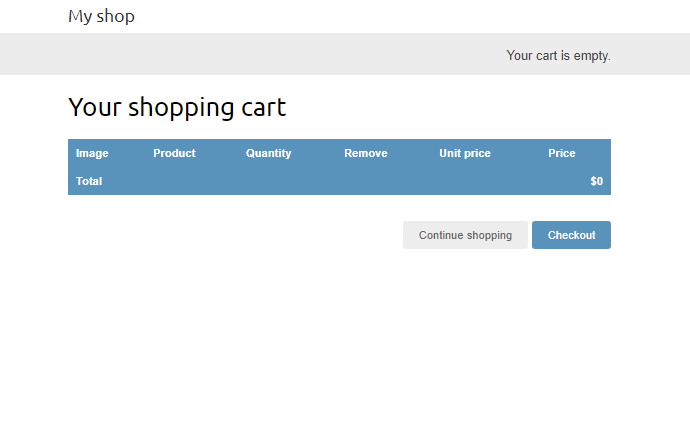 My shop
Your cart is empty.
Your shopping cart
Image Product Quantity Remove Unit price Price
Total $0
Continue shopping Checkout